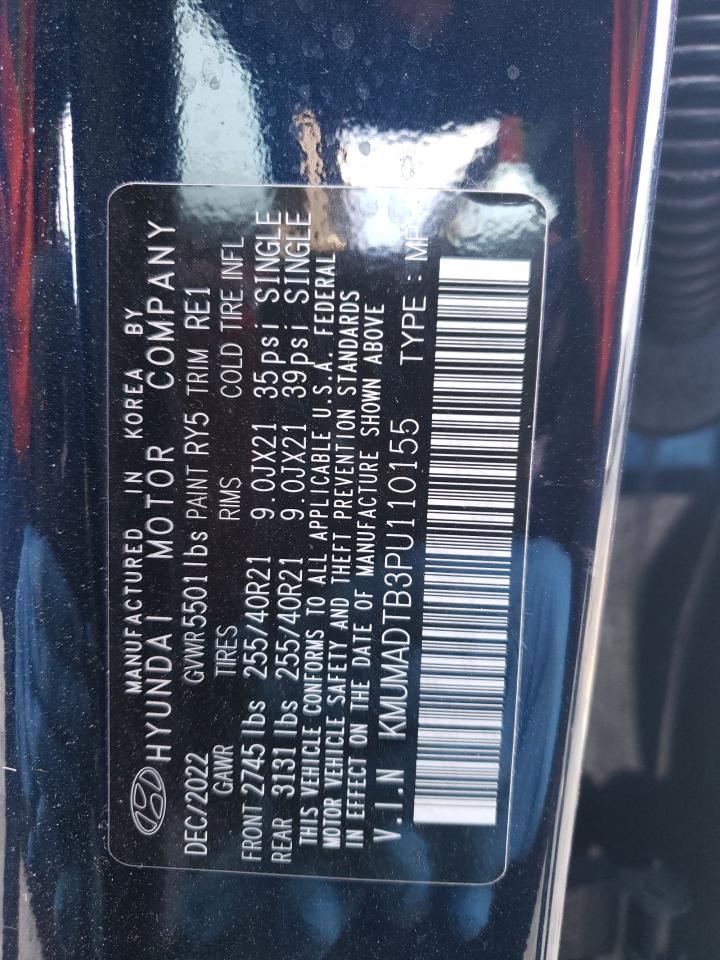 MANUFACTURED IN KOREA BY
HYUNDAI MOTOR COMPANY
DEC/2022 GVWR 5501 lbs PAINT RY5 TRIM RE1
GAWR TIRES RIMS COLD TIRE.INFL
FRONT 2745 lbs 255/40R21 9.0JX21 35psi SINGLE
REAR 3131 lbs 255/40R21 9.0JX21 39psi SINGLE
THIS VEHICLE CONFORMS TO ALL APPLICABLE U.S.A. FEDERAL
MOTOR VEHICLE SAFETY AND THEFT PREVENTION STANDARDS
IN EFFECT ON THE DATE OF MANUFACTURE SHOWN ABOVE
V.I.N KMUMADTB3PU110155 TYPE :